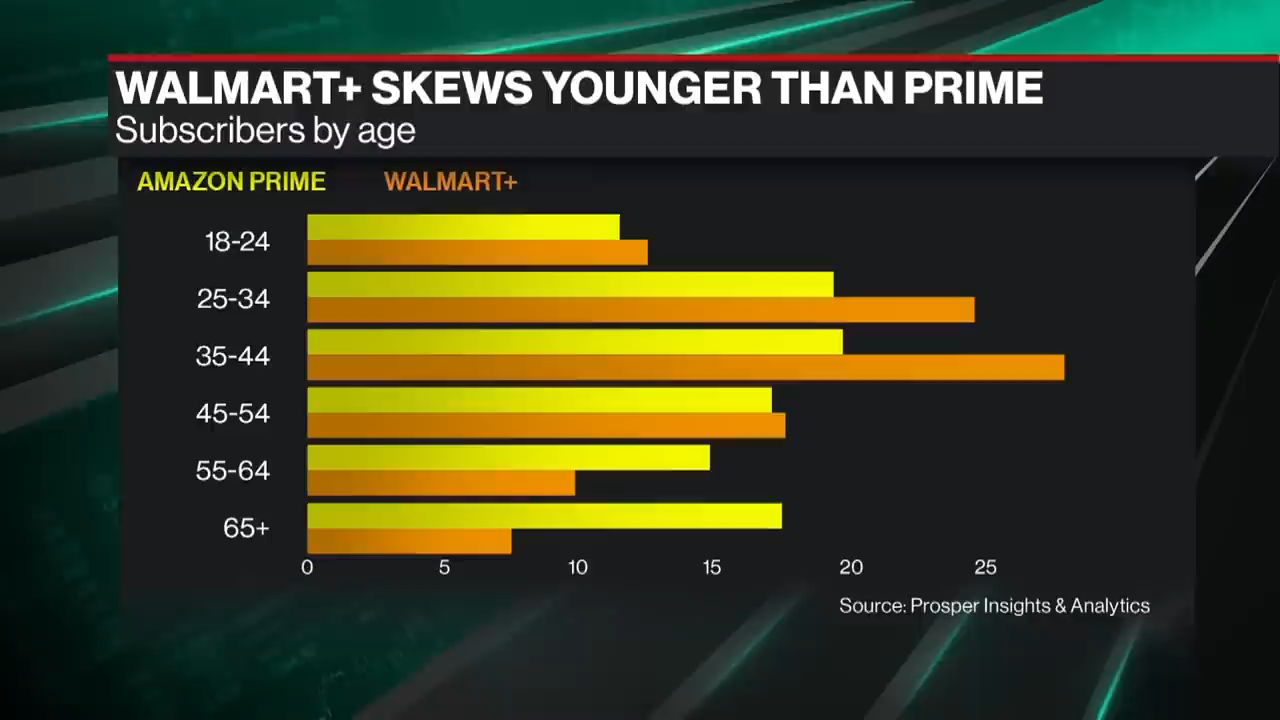 WALMART+ SKEWS YOUNGER THAN PRIME
Subscribers by age
AMAZON PRIME WALMART+
18-24
25-34
35-44
45-54
55-64
65+
0 5 10 15 20 25
Source: Prosper Insights & Analytics